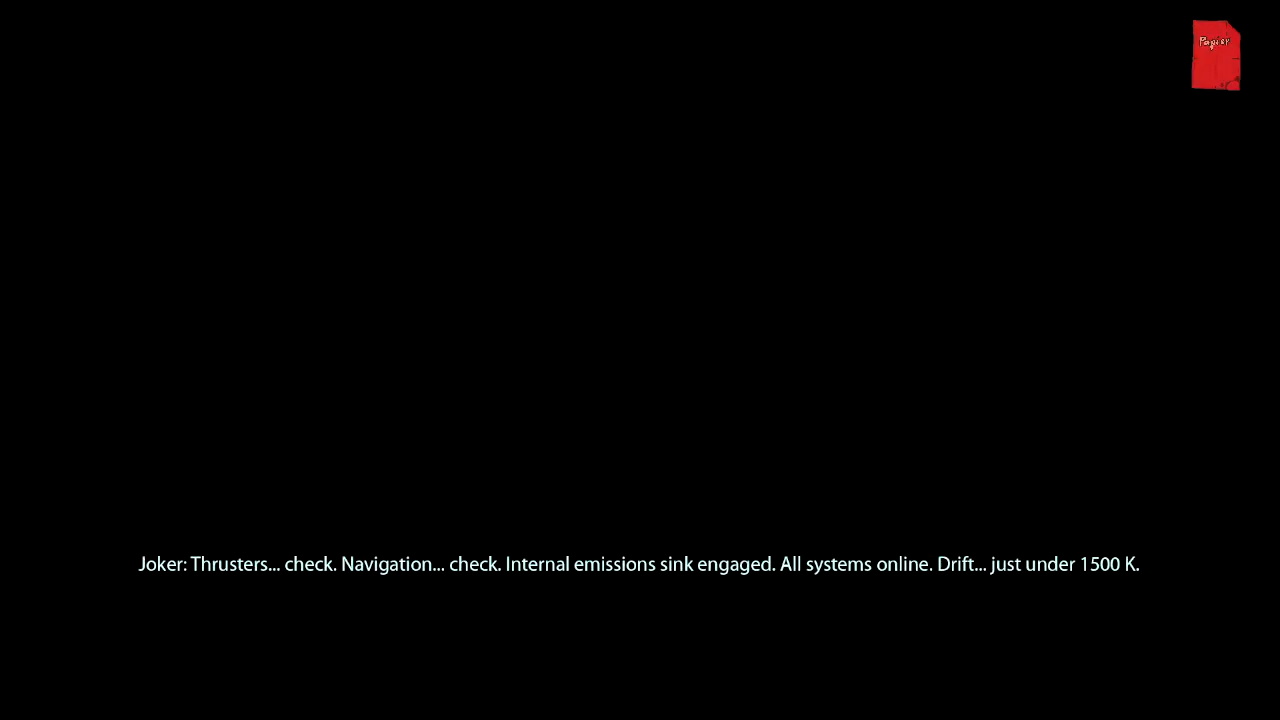 Joker: Thrusters... check. Navigation... check. Internal emissions sink engaged. All systems online. Drift... just under 1500 K.